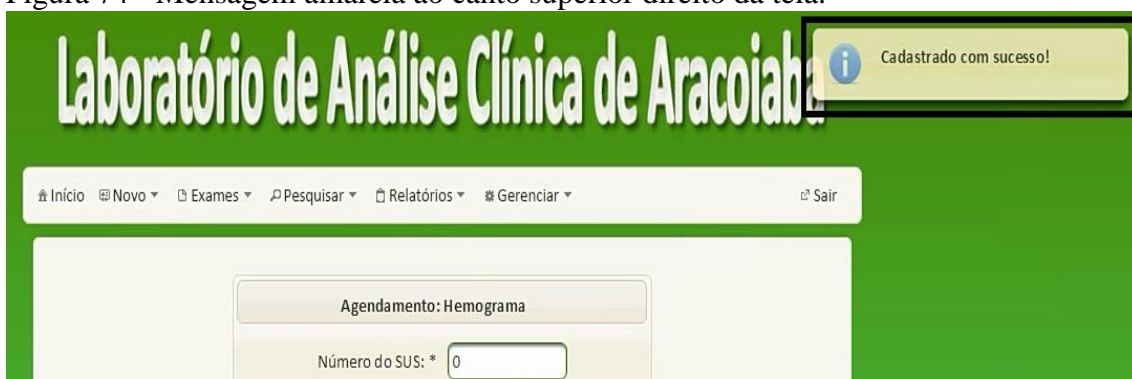 Figura 74 - Mensagem amarela ao canto superior direito da tela.
Laboratório de Análise Clínica de Aracoiaba
Cadastrado com sucesso!
Início Novo Exames Pesquisar Relatórios Gerenciar Sair
Agendamento: Hemograma
Número do SUS: * 0